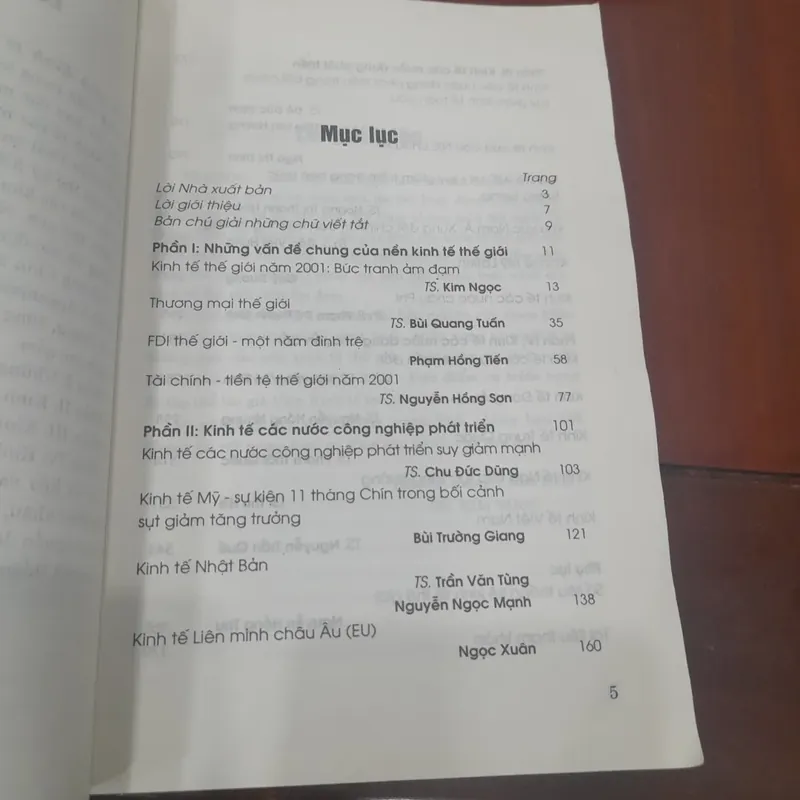 Mục lục
Trang
Lời Nhà xuất bản 3
Lời giới thiệu 7
Bản chú giải những chữ viết tắt 9
Phần I: Những vấn đề chung của nền kinh tế thế giới 11
Kinh tế thế giới năm 2001: Bức tranh ảm đạm
TS. Kim Ngọc 13
Thương mại thế giới
TS. Bùi Quang Tuấn 35
FDI thế giới - một năm đình trệ
Phạm Hồng Tiến 58
Tài chính - tiền tệ thế giới năm 2001
TS. Nguyễn Hồng Sơn 77
Phần II: Kinh tế các nước công nghiệp phát triển 101
Kinh tế các nước công nghiệp phát triển suy giảm mạnh
TS. Chu Đức Dũng 103
Kinh tế Mỹ - sự kiện 11 tháng Chín trong bối cảnh
sụt giảm tăng trưởng
Bùi Trường Giang 121
Kinh tế Nhật Bản
TS. Trần Văn Tùng
Nguyễn Ngọc Mạnh 138
Kinh tế Liên minh châu Âu (EU)
Ngọc Xuân 160
5